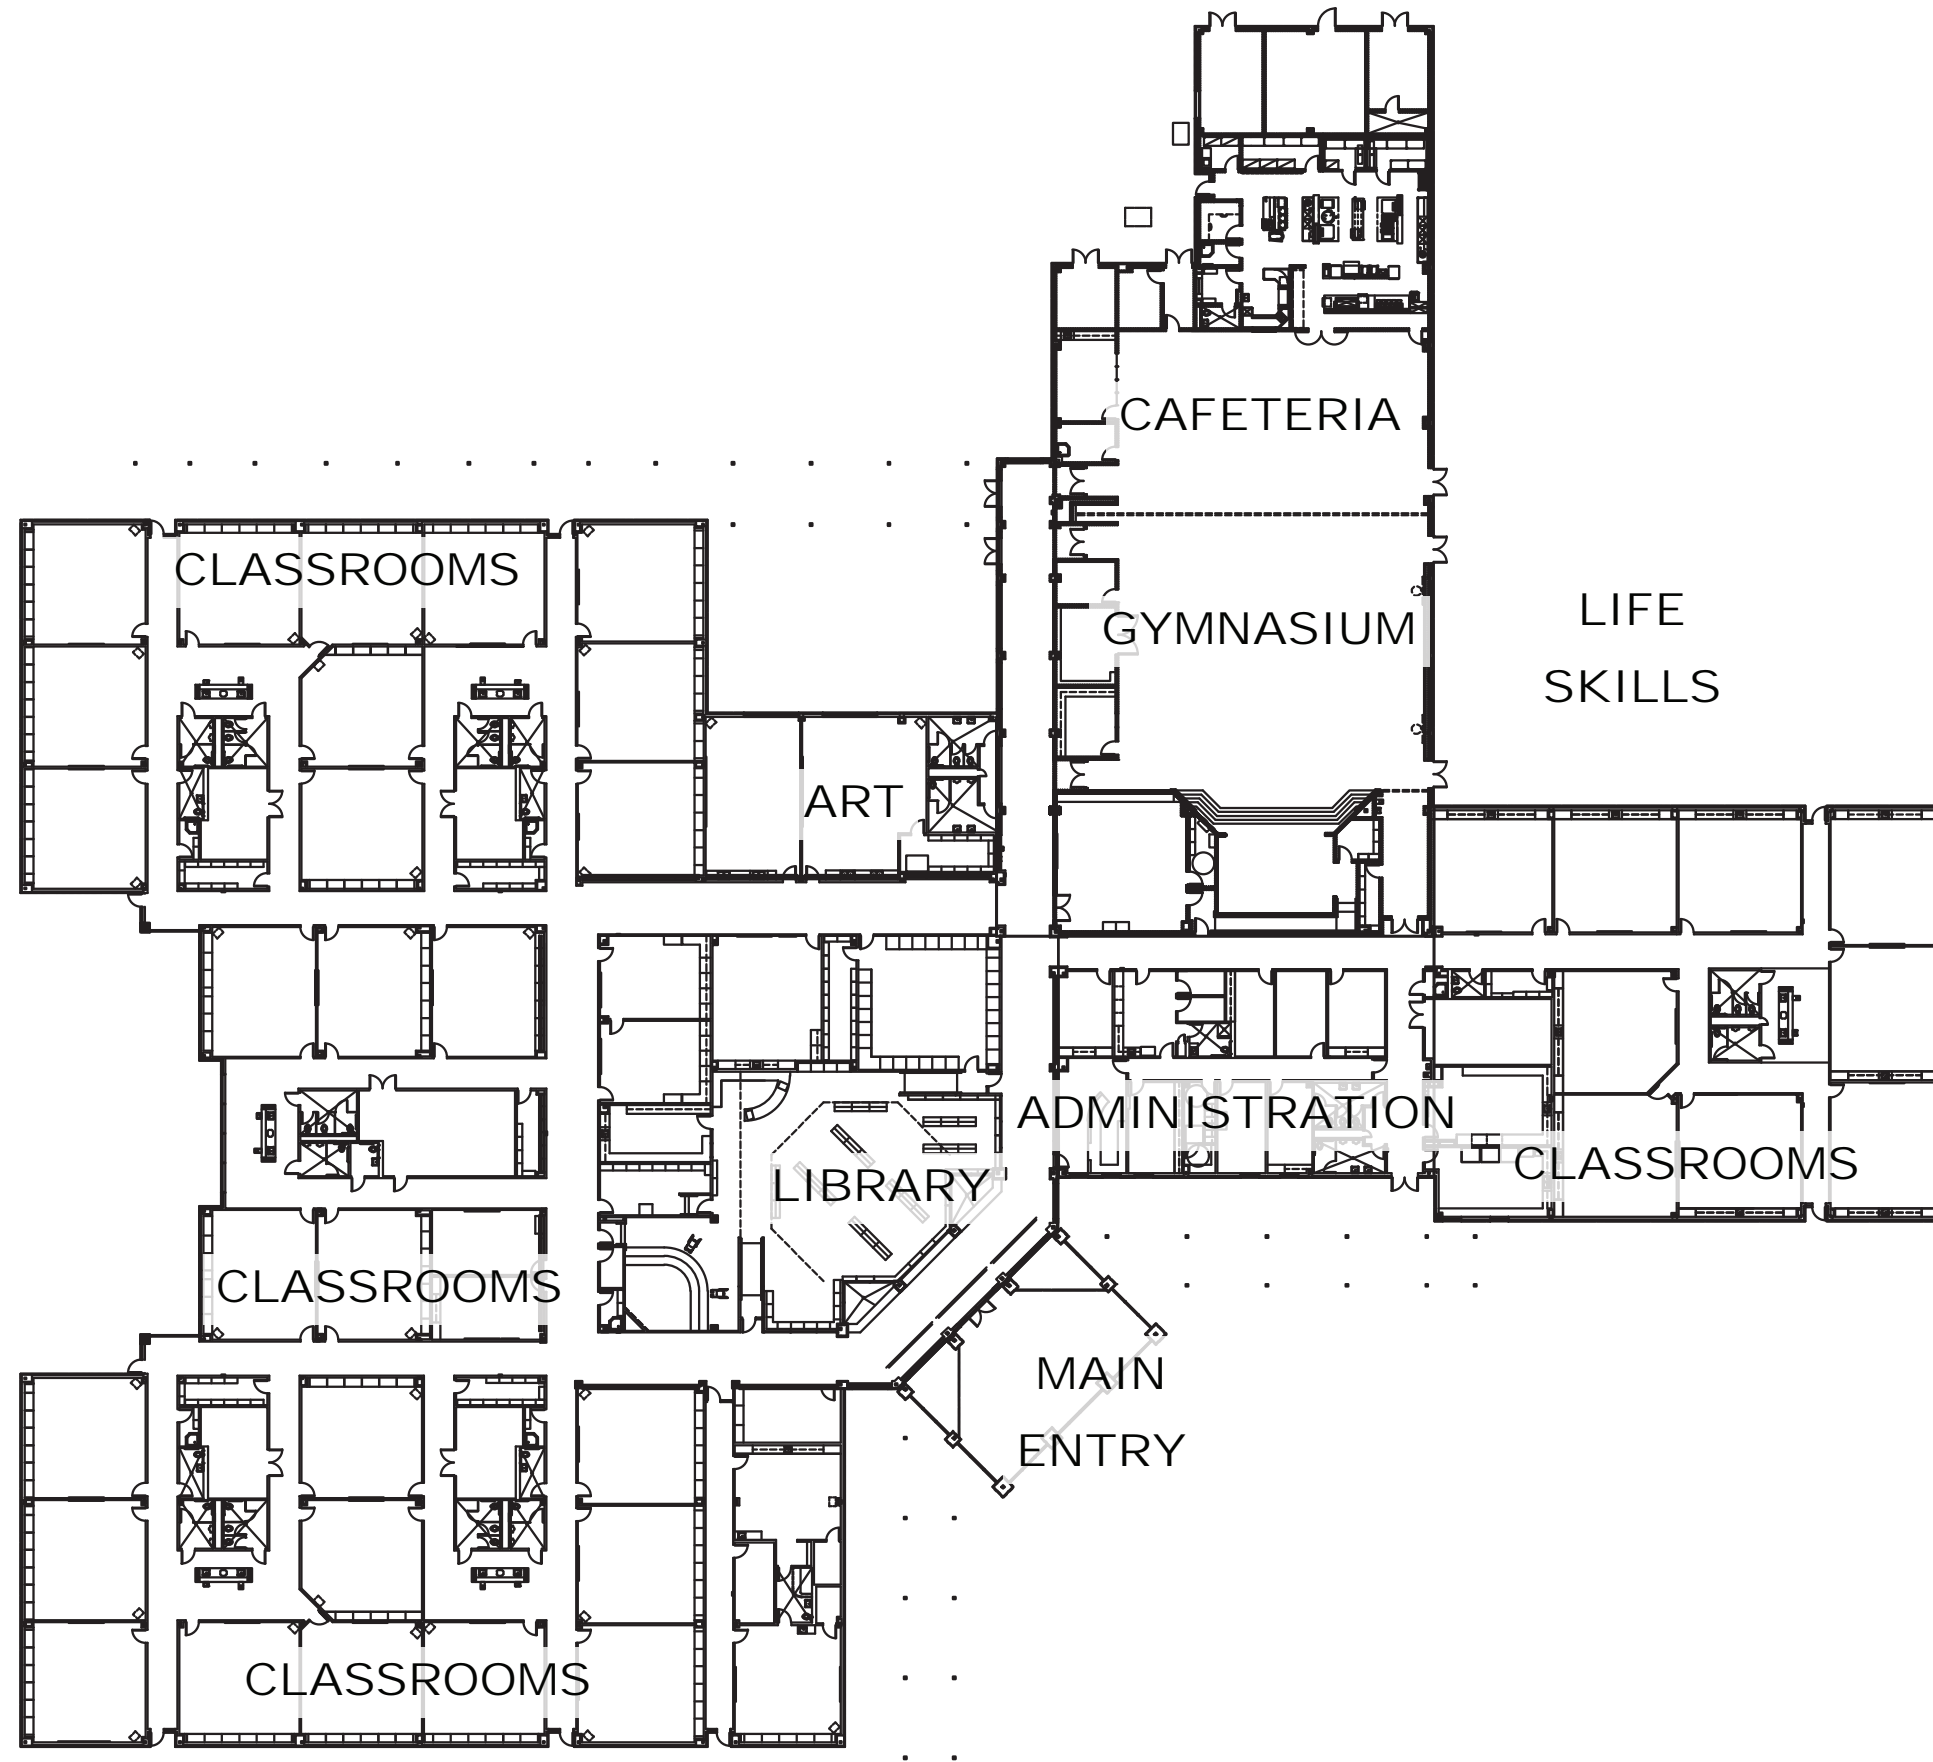 CAFETERIA
CLASSROOMS
GYMNASIUM
LIFE
SKILLS
ART
ADMINISTRATION
CLASSROOMS
LIBRARY
CLASSROOMS
MAIN
ENTRY
CLASSROOMS